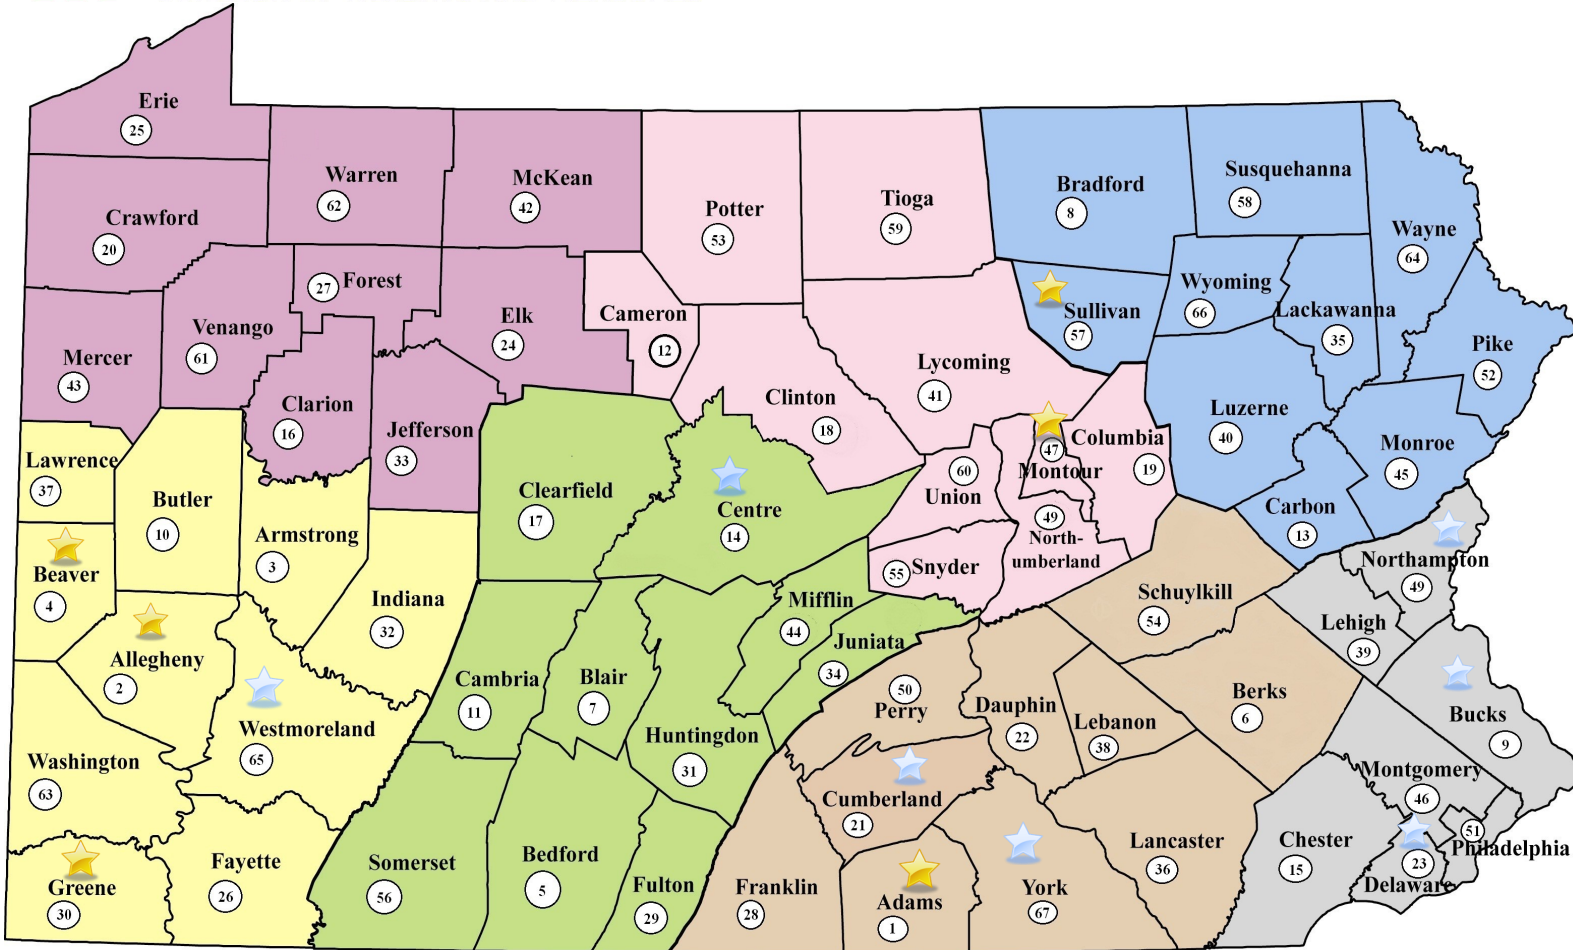 Erie
25
Warren
62
McKean
42
Crawford
20
Potter
53
Tioga
59
Bradford
8
Susquehanna
58
Wayne
64
27 Forest
Venango
61
Elk
24
Cameron
12
Sullivan
57
Wyoming
66
Lackawanna
35
Pike
52
Mercer
43
Clarion
16
Jefferson
33
Clinton
18
Lycoming
41
47
Montour
Columbia
19
Luzerne
40
Monroe
45
Lawrence
37
Butler
10
Armstrong
3
Clearfield
17
Centre
14
60
Union
49
North-
umberland
Carbon
13
Northampton
49
Beaver
4
Indiana
32
Mifflin
44
55 Snyder
Schuylkill
54
Lehigh
39
Allegheny
2
Cambria
11
Blair
7
Juniata
34
50
Perry
Dauphin
22
Lebanon
38
Berks
6
Bucks
9
Westmoreland
65
Huntingdon
31
Washington
63
Cumberland
21
Montgomery
46
51
Philadelphia
Greene
30
Fayette
26
Somerset
56
Bedford
5
Fulton
29
Franklin
28
Adams
1
York
67
Lancaster
36
Chester
15
23
Delaware